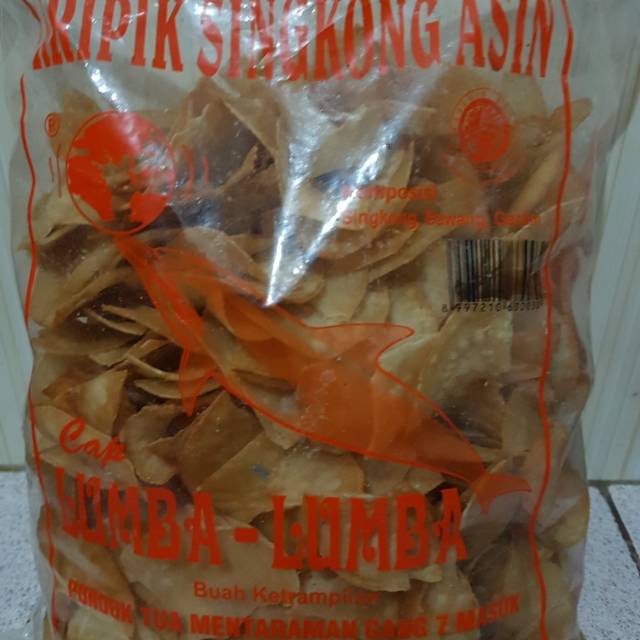 KRIPIK SINGKONG ASIN
®
Komposisi
Singkong, Bawang, Garam
Cap
LUMBA-LUMBA
Buah Ketrampilan
PONDOK TUA MENTARAMAN GANG 7 MASUK